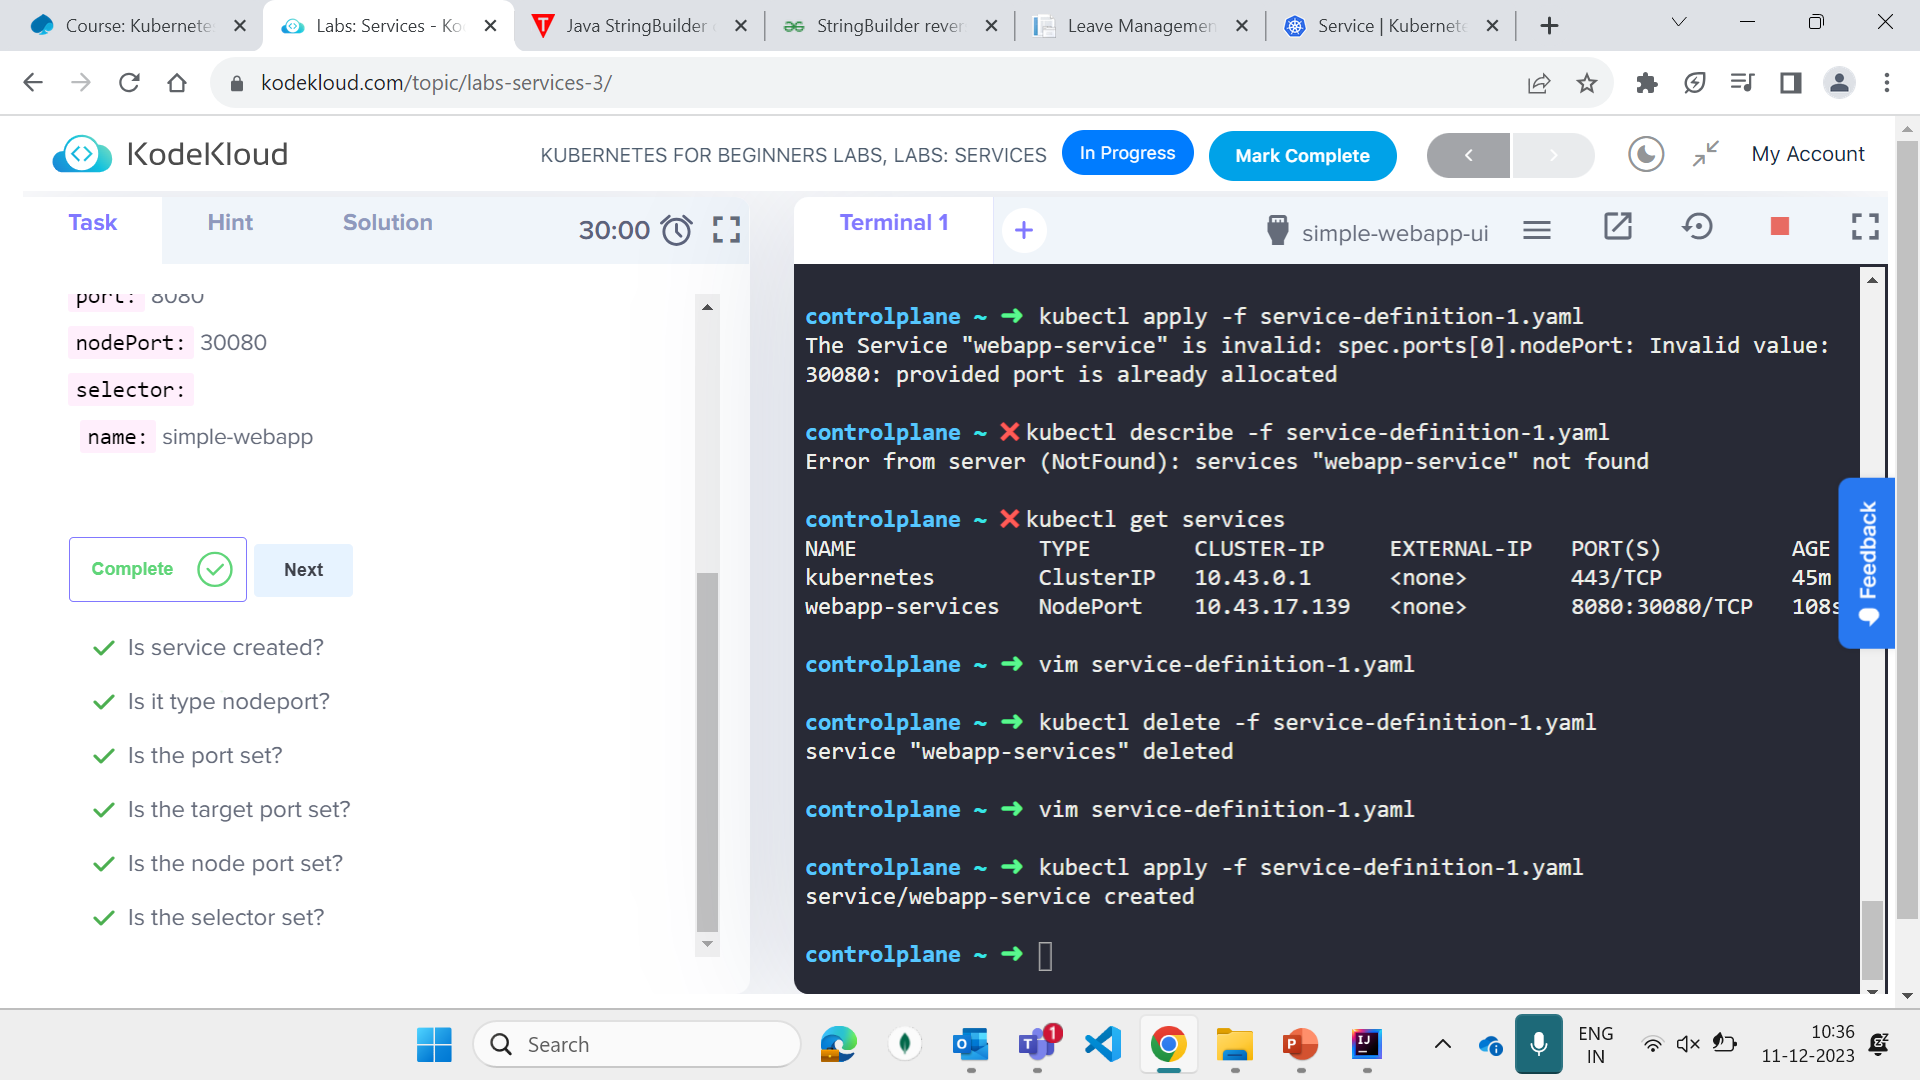 Course: Kubernete
Labs: Services - Ko
Java StringBuilder
StringBuilder rever
Leave Managemen
Service | Kubernete
kodekloud.com/topic/labs-services-3/
KodeKloud
KUBERNETES FOR BEGINNERS LABS, LABS: SERVICES
In Progress
Mark Complete
My Account
Task
Hint
Solution
30:00
Terminal 1
+
simple-webapp-ui
port: 8080
nodePort: 30080
selector:
name: simple-webapp
Complete
Next
Is service created?
Is it type nodeport?
Is the port set?
Is the target port set?
Is the node port set?
Is the selector set?
controlplane ~ ➜ kubectl apply -f service-definition-1.yaml
The Service "webapp-service" is invalid: spec.ports[0].nodePort: Invalid value:
30080: provided port is already allocated
controlplane ~ ✖ kubectl describe -f service-definition-1.yaml
Error from server (NotFound): services "webapp-service" not found
controlplane ~ ✖ kubectl get services
NAME TYPE CLUSTER-IP EXTERNAL-IP PORT(S) AGE
kubernetes ClusterIP 10.43.0.1 <none> 443/TCP 45m
webapp-services NodePort 10.43.17.139 <none> 8080:30080/TCP 108s
controlplane ~ ➜ vim service-definition-1.yaml
controlplane ~ ➜ kubectl delete -f service-definition-1.yaml
service "webapp-services" deleted
controlplane ~ ➜ vim service-definition-1.yaml
controlplane ~ ➜ kubectl apply -f service-definition-1.yaml
service/webapp-service created
controlplane ~ ➜
Feedback
Search
1
ENG
IN
10:36
11-12-2023